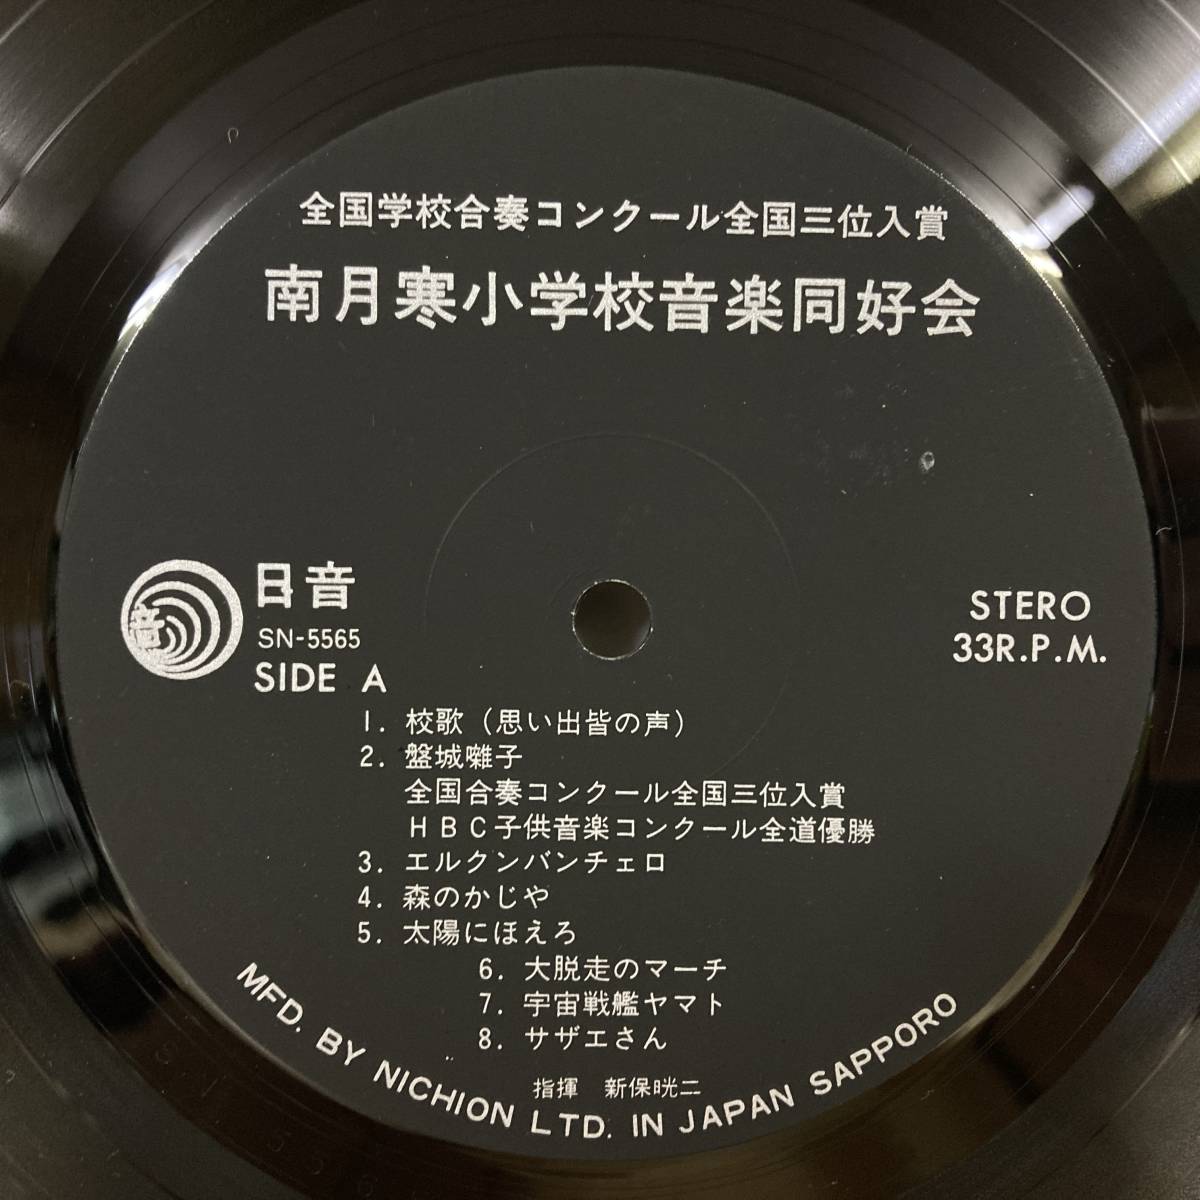 全国学校合奏コンクール全国三位入賞
南月寒小学校音楽同好会
音
日音
SN-5565
SIDE A
STERO
33R.P.M.
1. 校歌（思い出皆の声）
2. 盤城囃子
全国合奏コンクール全国三位入賞
HBC子供音楽コンクール全道優勝
3. エルクンバンチェロ
4. 森のかじや
5. 太陽にほえろ
6. 大脱走のマーチ
7. 宇宙戦艦ヤマト
8. サザエさん
指揮 新保晄二
MFD. BY NICHION LTD. IN JAPAN SAPPORO